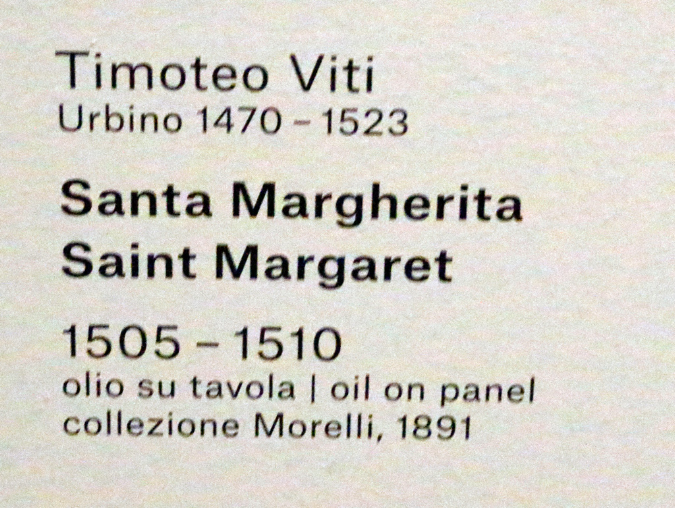 Timoteo Viti
Urbino 1470 – 1523
Santa Margherita
Saint Margaret
1505 – 1510
olio su tavola | oil on panel
collezione Morelli, 1891